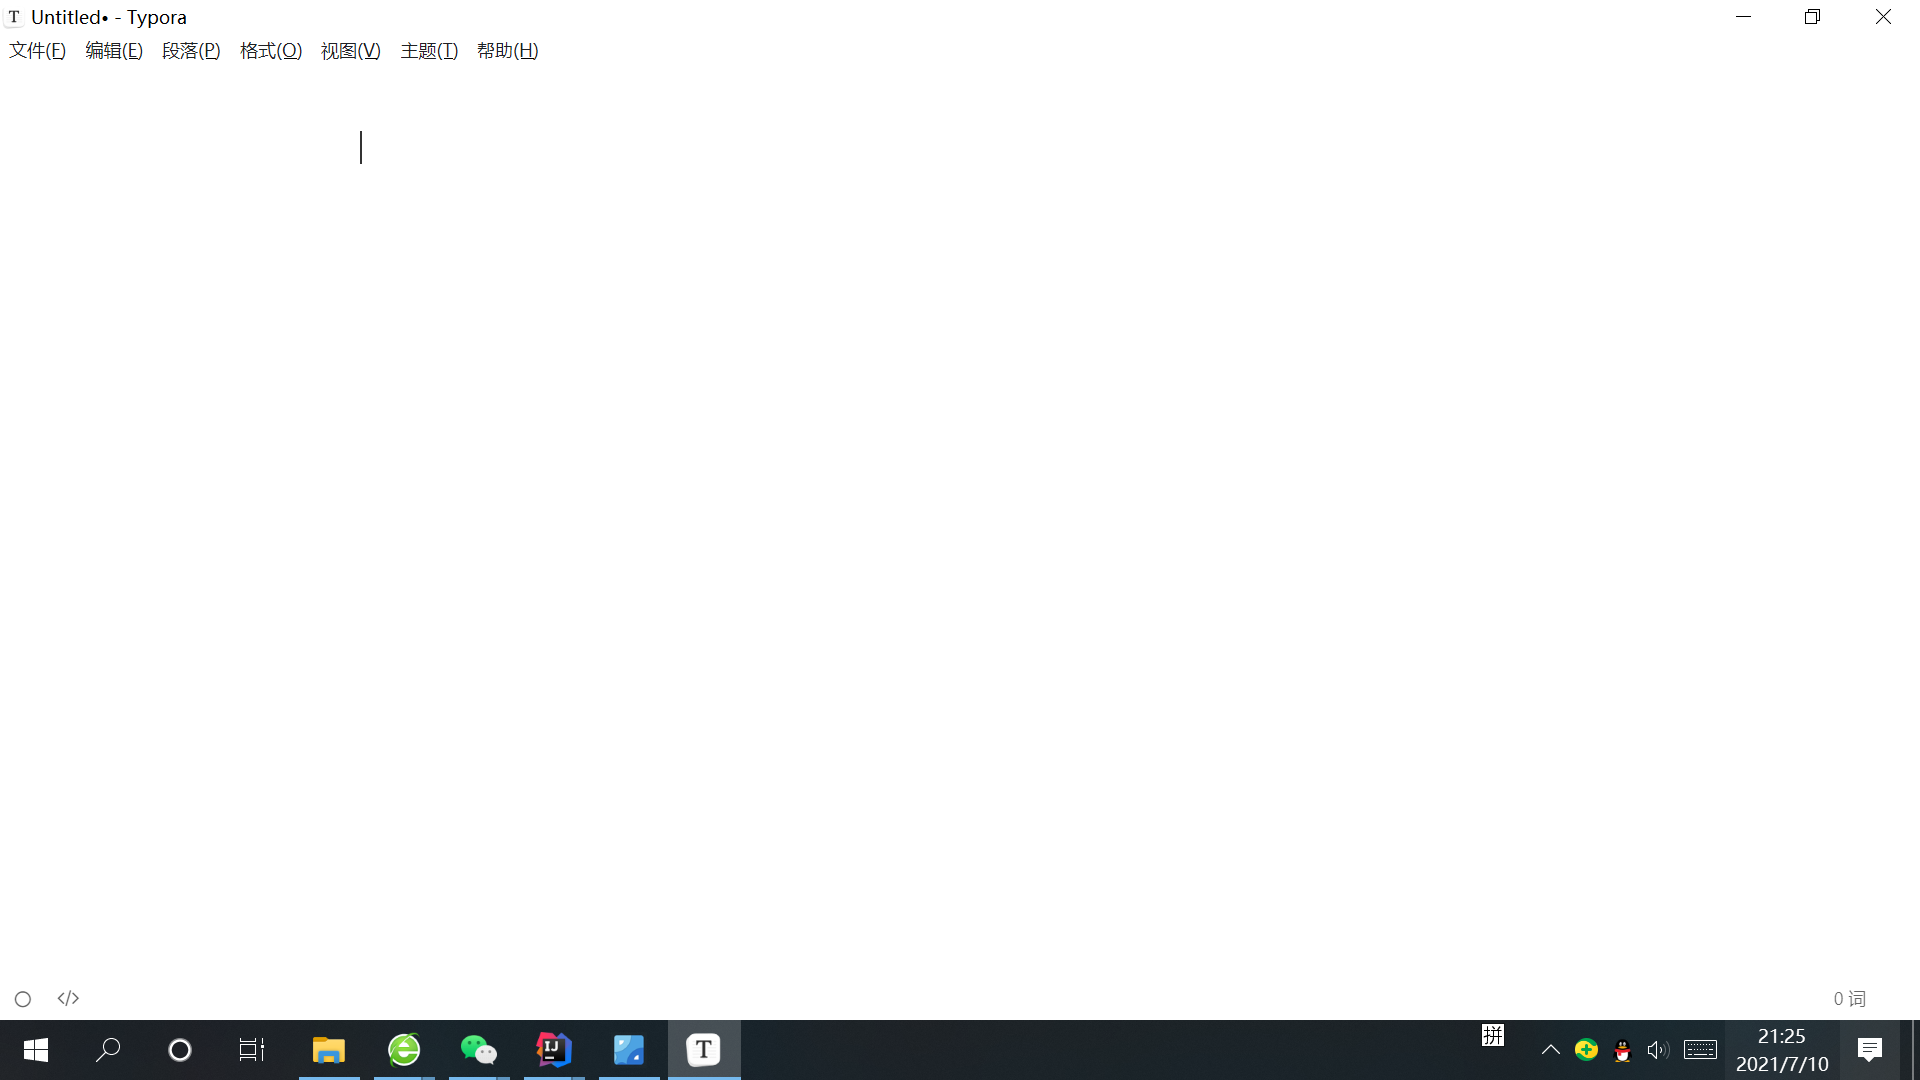 T Untitled• - Typora
文件(F) 编辑(E) 段落(P) 格式(O) 视图(V) 主题(T) 帮助(H)
</> 0 词
IJ T 拼 21:25
2021/7/10